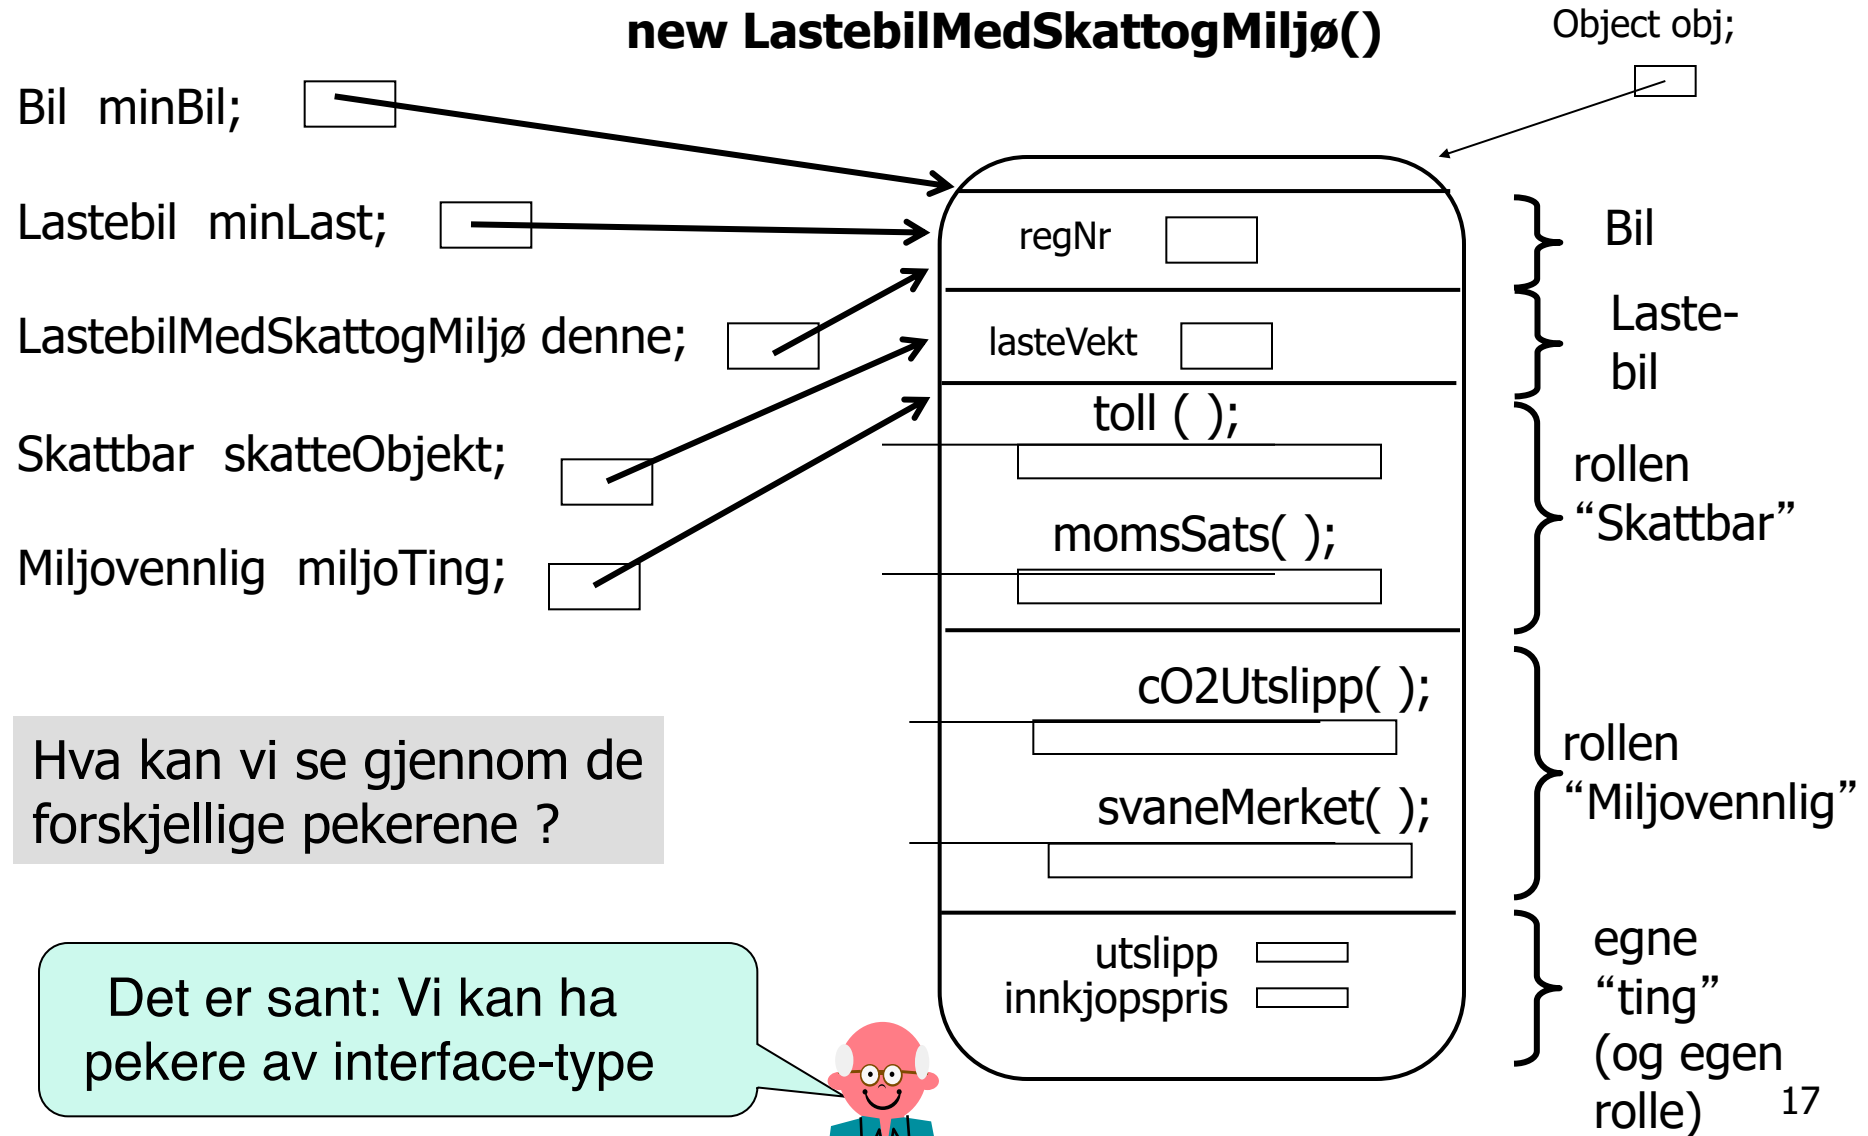 new LastebilMedSkattogMiljø()
Object obj;
Bil minBil;
Lastebil minLast;
LastebilMedSkattogMiljø denne;
Skattbar skatteObjekt;
Miljovennlig miljoTing;
regNr
lasteVekt
toll ( );
momsSats( );
cO2Utslipp( );
svaneMerket( );
utslipp
innkjopspris
Bil
Laste-
bil
rollen
“Skattbar”
rollen
“Miljovennlig”
egne
“ting”
(og egen
rolle)
Hva kan vi se gjennom de
forskjellige pekerene ?
Det er sant: Vi kan ha
pekere av interface-type
17